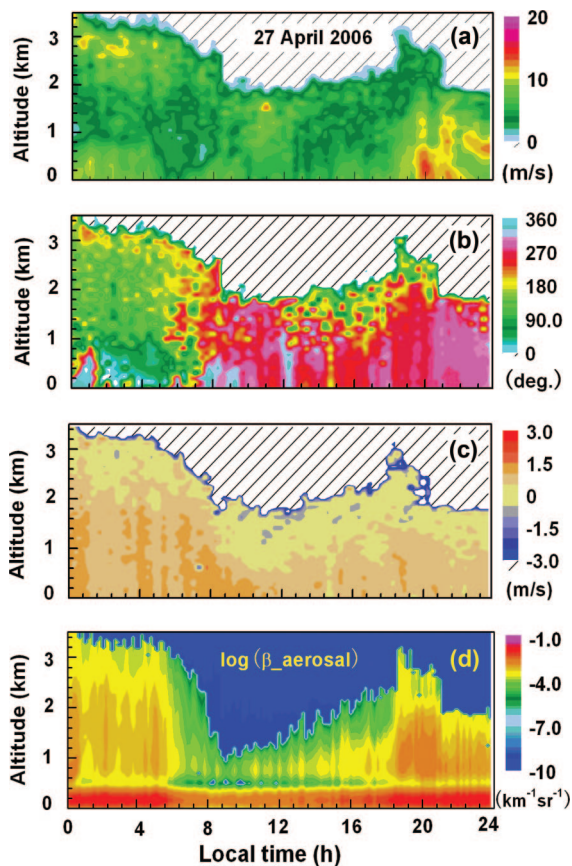 27 April 2006
(a)
Altitude (km)
3
2
1
0
20
10
0
(m/s)
(b)
Altitude (km)
3
2
1
0
360
270
180
90.0
0
(deg.)
(c)
Altitude (km)
3
2
1
0
3.0
1.5
0
-1.5
-3.0
(m/s)
log (β_aerosal)
(d)
Altitude (km)
3
2
1
0
-1.0
-4.0
-7.0
-10
(km⁻¹sr⁻¹)
0 4 8 12 16 20 24
Local time (h)